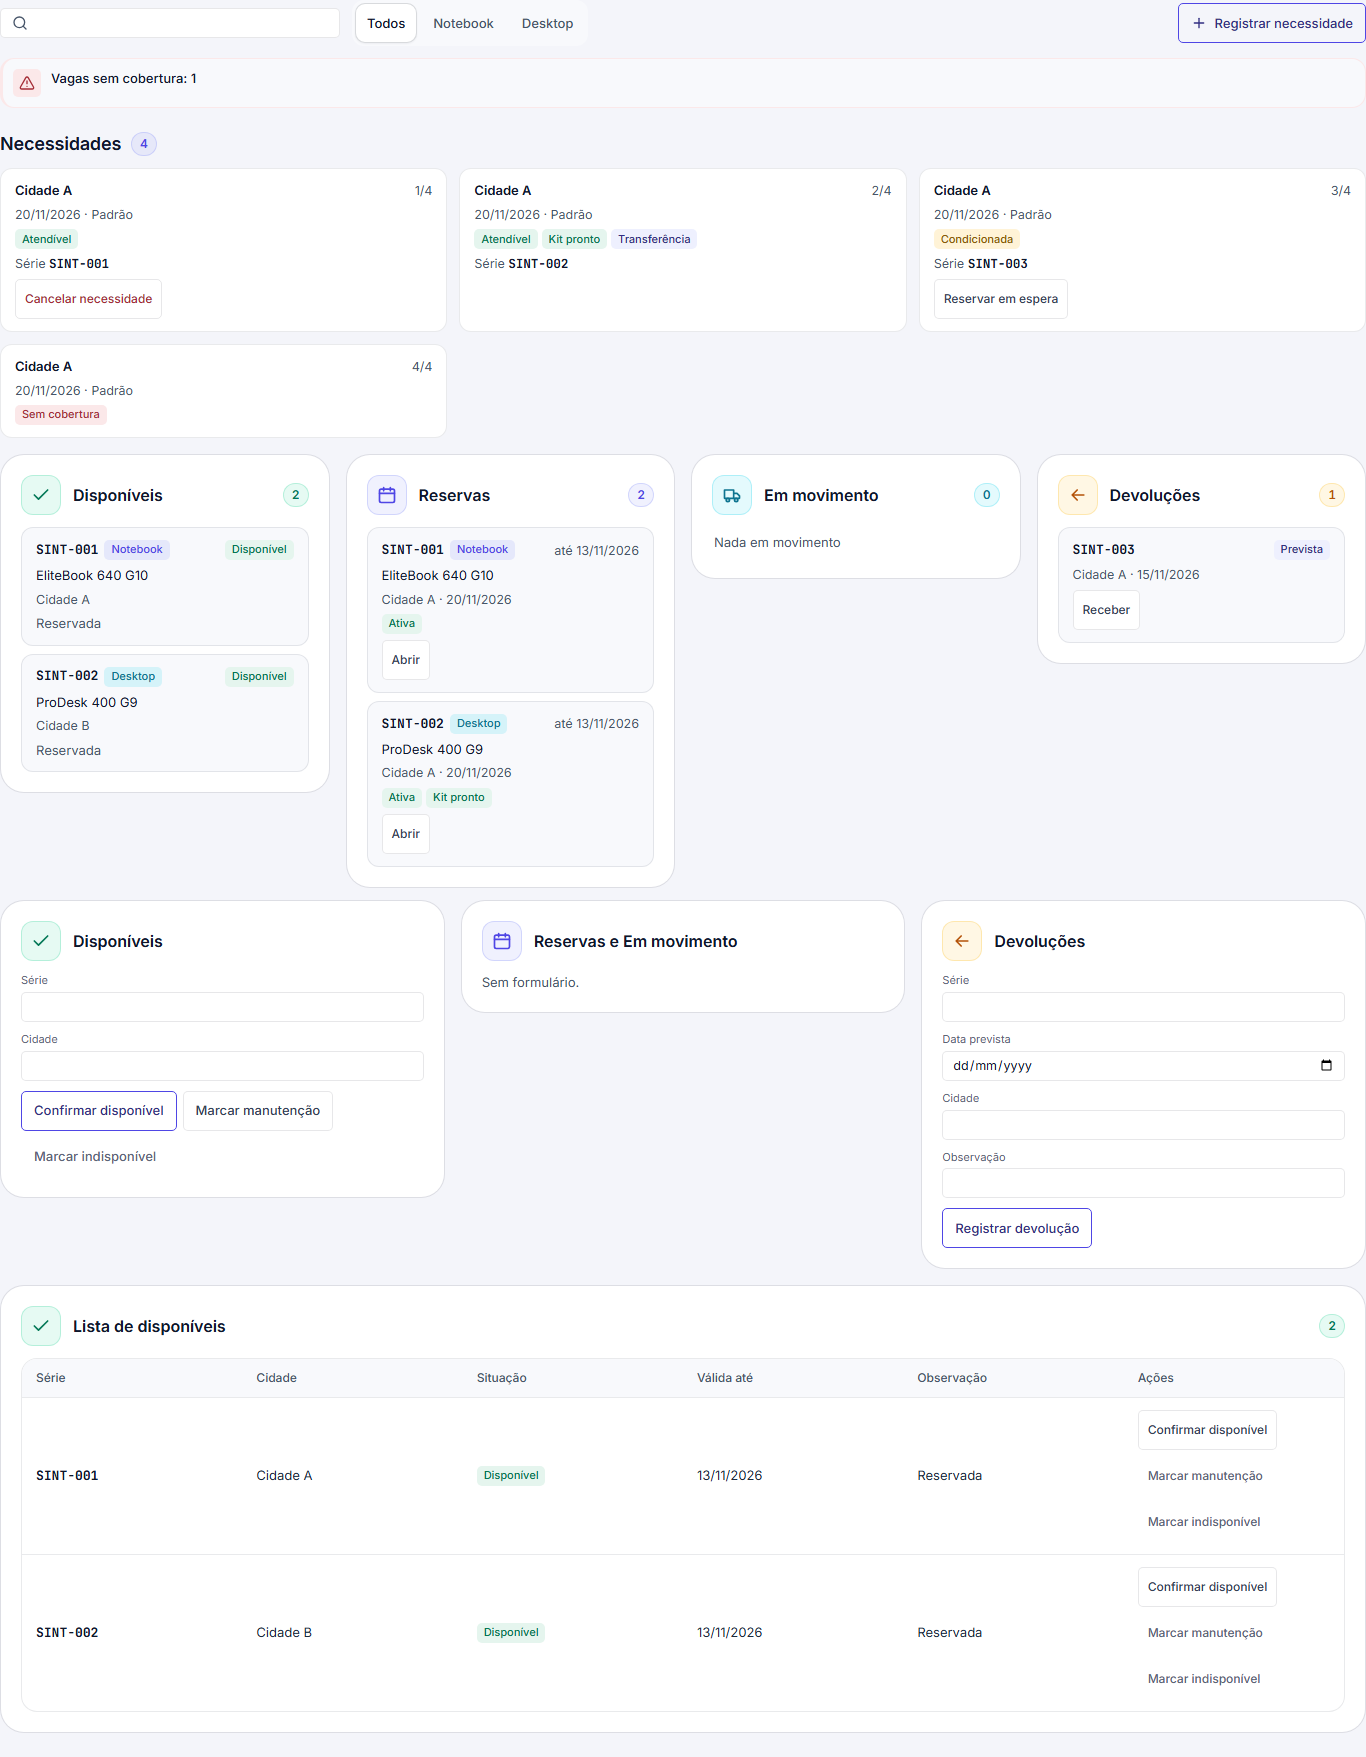 Todos
Notebook
Desktop
Registrar necessidade
Vagas sem cobertura: 1
Necessidades 4
Cidade A 1/4
20/11/2026 · Padrão
Atendível
Série SINT-001
Cancelar necessidade
Cidade A 2/4
20/11/2026 · Padrão
Atendível Kit pronto Transferência
Série SINT-002
Cidade A 3/4
20/11/2026 · Padrão
Condicionada
Série SINT-003
Reservar em espera
Cidade A 4/4
20/11/2026 · Padrão
Sem cobertura
Disponíveis 2
SINT-001 Notebook Disponível
EliteBook 640 G10
Cidade A
Reservada
SINT-002 Desktop Disponível
ProDesk 400 G9
Cidade B
Reservada
Reservas 2
SINT-001 Notebook até 13/11/2026
EliteBook 640 G10
Cidade A · 20/11/2026
Ativa
Abrir
SINT-002 Desktop até 13/11/2026
ProDesk 400 G9
Cidade A · 20/11/2026
Ativa Kit pronto
Abrir
Em movimento 0
Nada em movimento
Devoluções 1
SINT-003 Prevista
Cidade A · 15/11/2026
Receber
Disponíveis
Série
Cidade
Confirmar disponível Marcar manutenção
Marcar indisponível
Reservas e Em movimento
Sem formulário.
Devoluções
Série
Data prevista
dd/mm/yyyy
Cidade
Observação
Registrar devolução
Lista de disponíveis 2
Série Cidade Situação Válida até Observação Ações
SINT-001 Cidade A Disponível 13/11/2026 Reservada
Confirmar disponível
Marcar manutenção
Marcar indisponível
SINT-002 Cidade B Disponível 13/11/2026 Reservada
Confirmar disponível
Marcar manutenção
Marcar indisponível